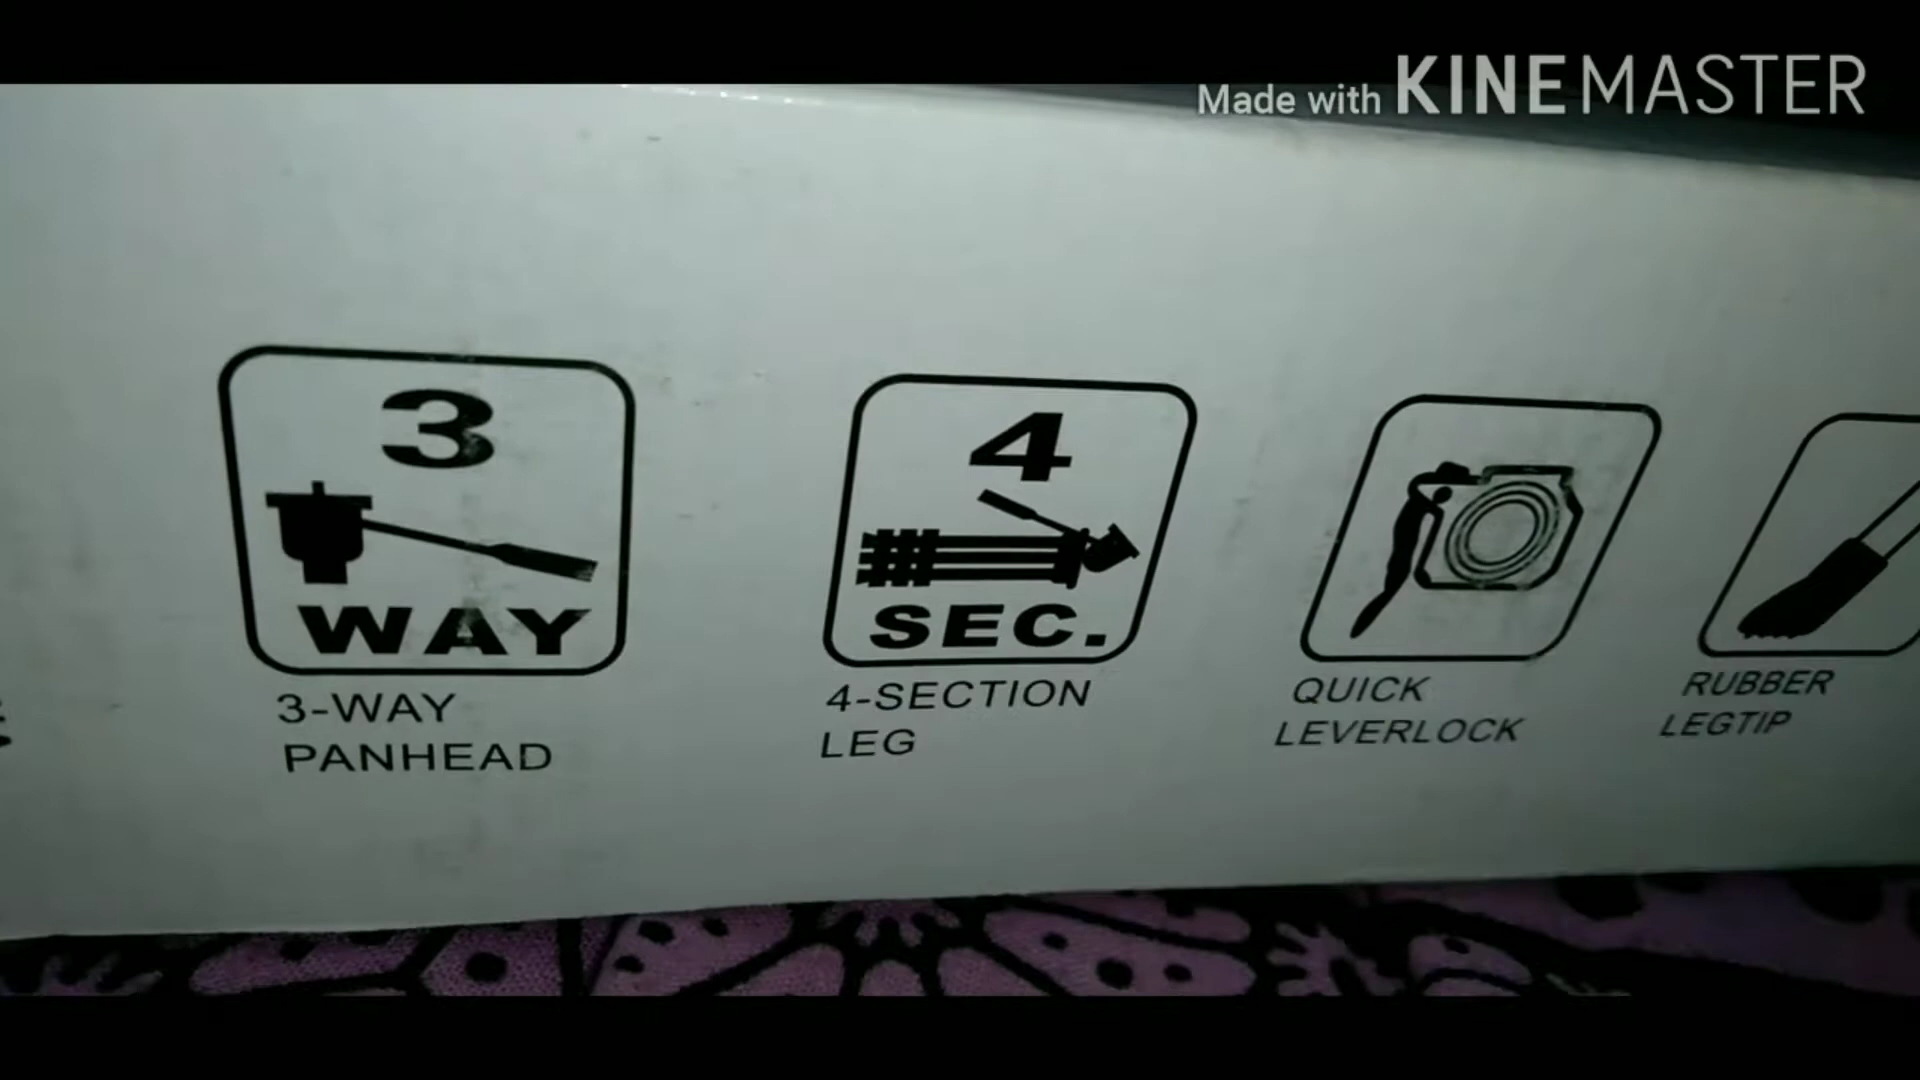 Made with KINEMASTER
3
WAY
3-WAY
PANHEAD
4
SEC.
4-SECTION
LEG
QUICK
LEVERLOCK
RUBBER
LEGTIP